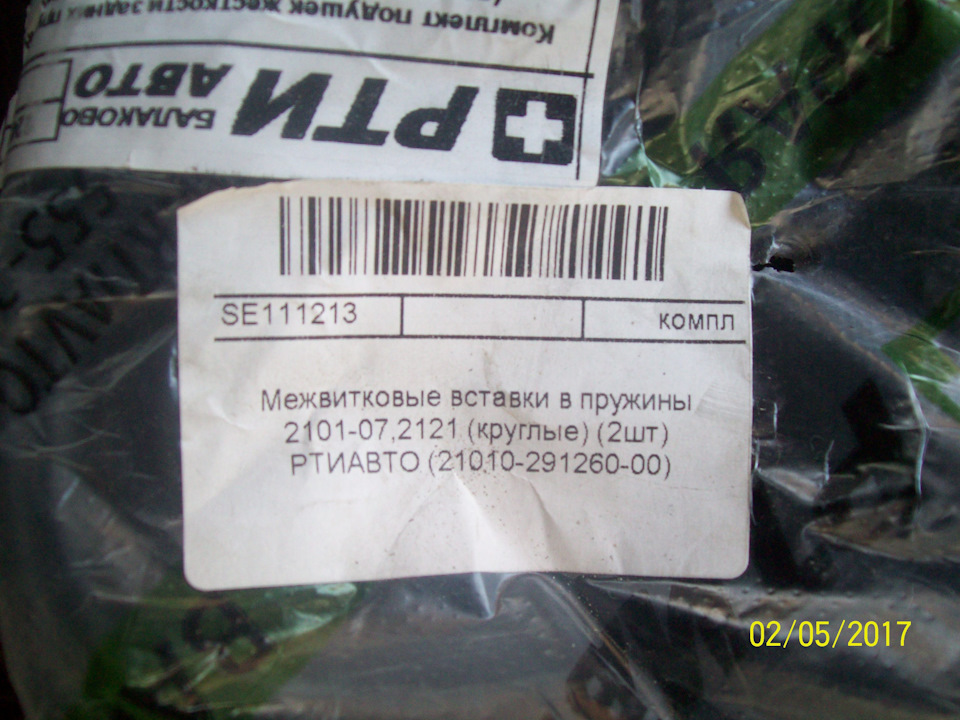 Комплект подушек жесткости задних
БАЛАКОВО
РТИ
АВТО
SE111213
компл
Межвитковые вставки в пружины
2101-07,2121 (круглые) (2шт)
РТИАВТО (21010-291260-00)
02/05/2017